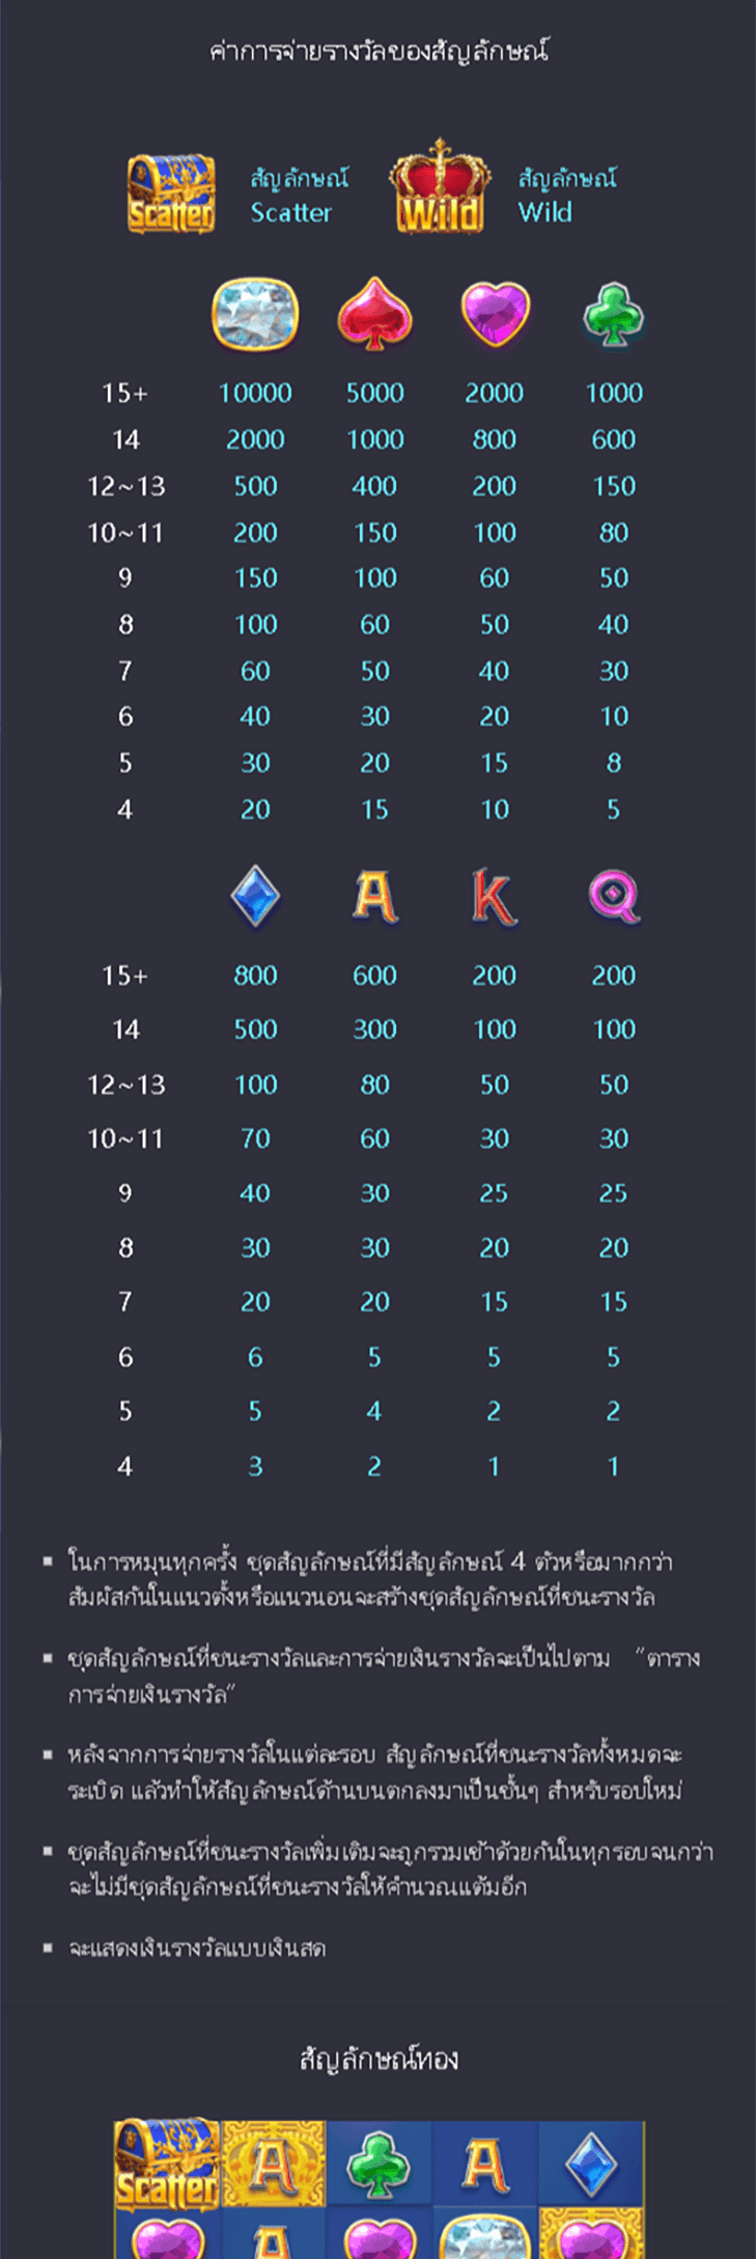 ค่าการจ่ายรางวัลของสัญลักษณ์
สัญลักษณ์ สัญลักษณ์
Scatter Scatter Wild Wild
15+ 10000 5000 2000 1000
14 2000 1000 800 600
12~13 500 400 200 150
10~11 200 150 100 80
9 150 100 60 50
8 100 60 50 40
7 60 50 40 30
6 40 30 20 10
5 30 20 15 8
4 20 15 10 5
A K Q
15+ 800 600 200 200
14 500 300 100 100
12~13 100 80 50 50
10~11 70 60 30 30
9 40 30 25 25
8 30 30 20 20
7 20 20 15 15
6 6 5 5 5
5 5 4 2 2
4 3 2 1 1
▪ ในการหมุนทุกครั้ง ชุดสัญลักษณ์ที่มีสัญลักษณ์ 4 ตัวหรือมากกว่า
สัมผัสกันในแนวตั้งหรือแนวนอนจะสร้างชุดสัญลักษณ์ที่ชนะรางวัล
▪ ชุดสัญลักษณ์ที่ชนะรางวัลและการจ่ายเงินรางวัลจะเป็นไปตาม "ตาราง
การจ่ายเงินรางวัล"
▪ หลังจากการจ่ายรางวัลในแต่ละรอบ สัญลักษณ์ที่ชนะรางวัลทั้งหมดจะ
ระเบิด แล้วทำให้สัญลักษณ์ด้านบนตกลงมาเป็นชั้นๆ สำหรับรอบใหม่
▪ ชุดสัญลักษณ์ที่ชนะรางวัลเพิ่มเติมจะถูกรวมเข้าด้วยกันในทุกรอบจนกว่า
จะไม่มีชุดสัญลักษณ์ที่ชนะรางวัลให้คำนวณแต้มอีก
▪ จะแสดงเงินรางวัลแบบเงินสด
สัญลักษณ์ทอง
Scatter A A
A